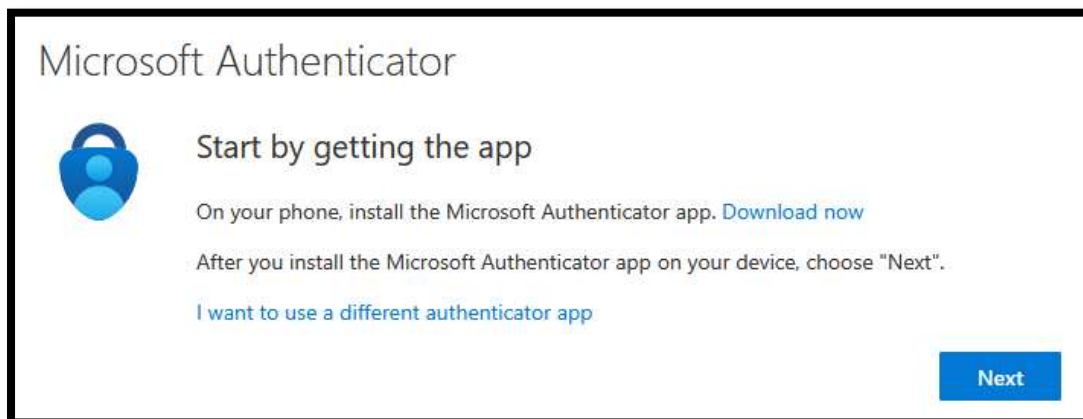 Microsoft Authenticator
Start by getting the app
On your phone, install the Microsoft Authenticator app. Download now
After you install the Microsoft Authenticator app on your device, choose "Next".
I want to use a different authenticator app
Next